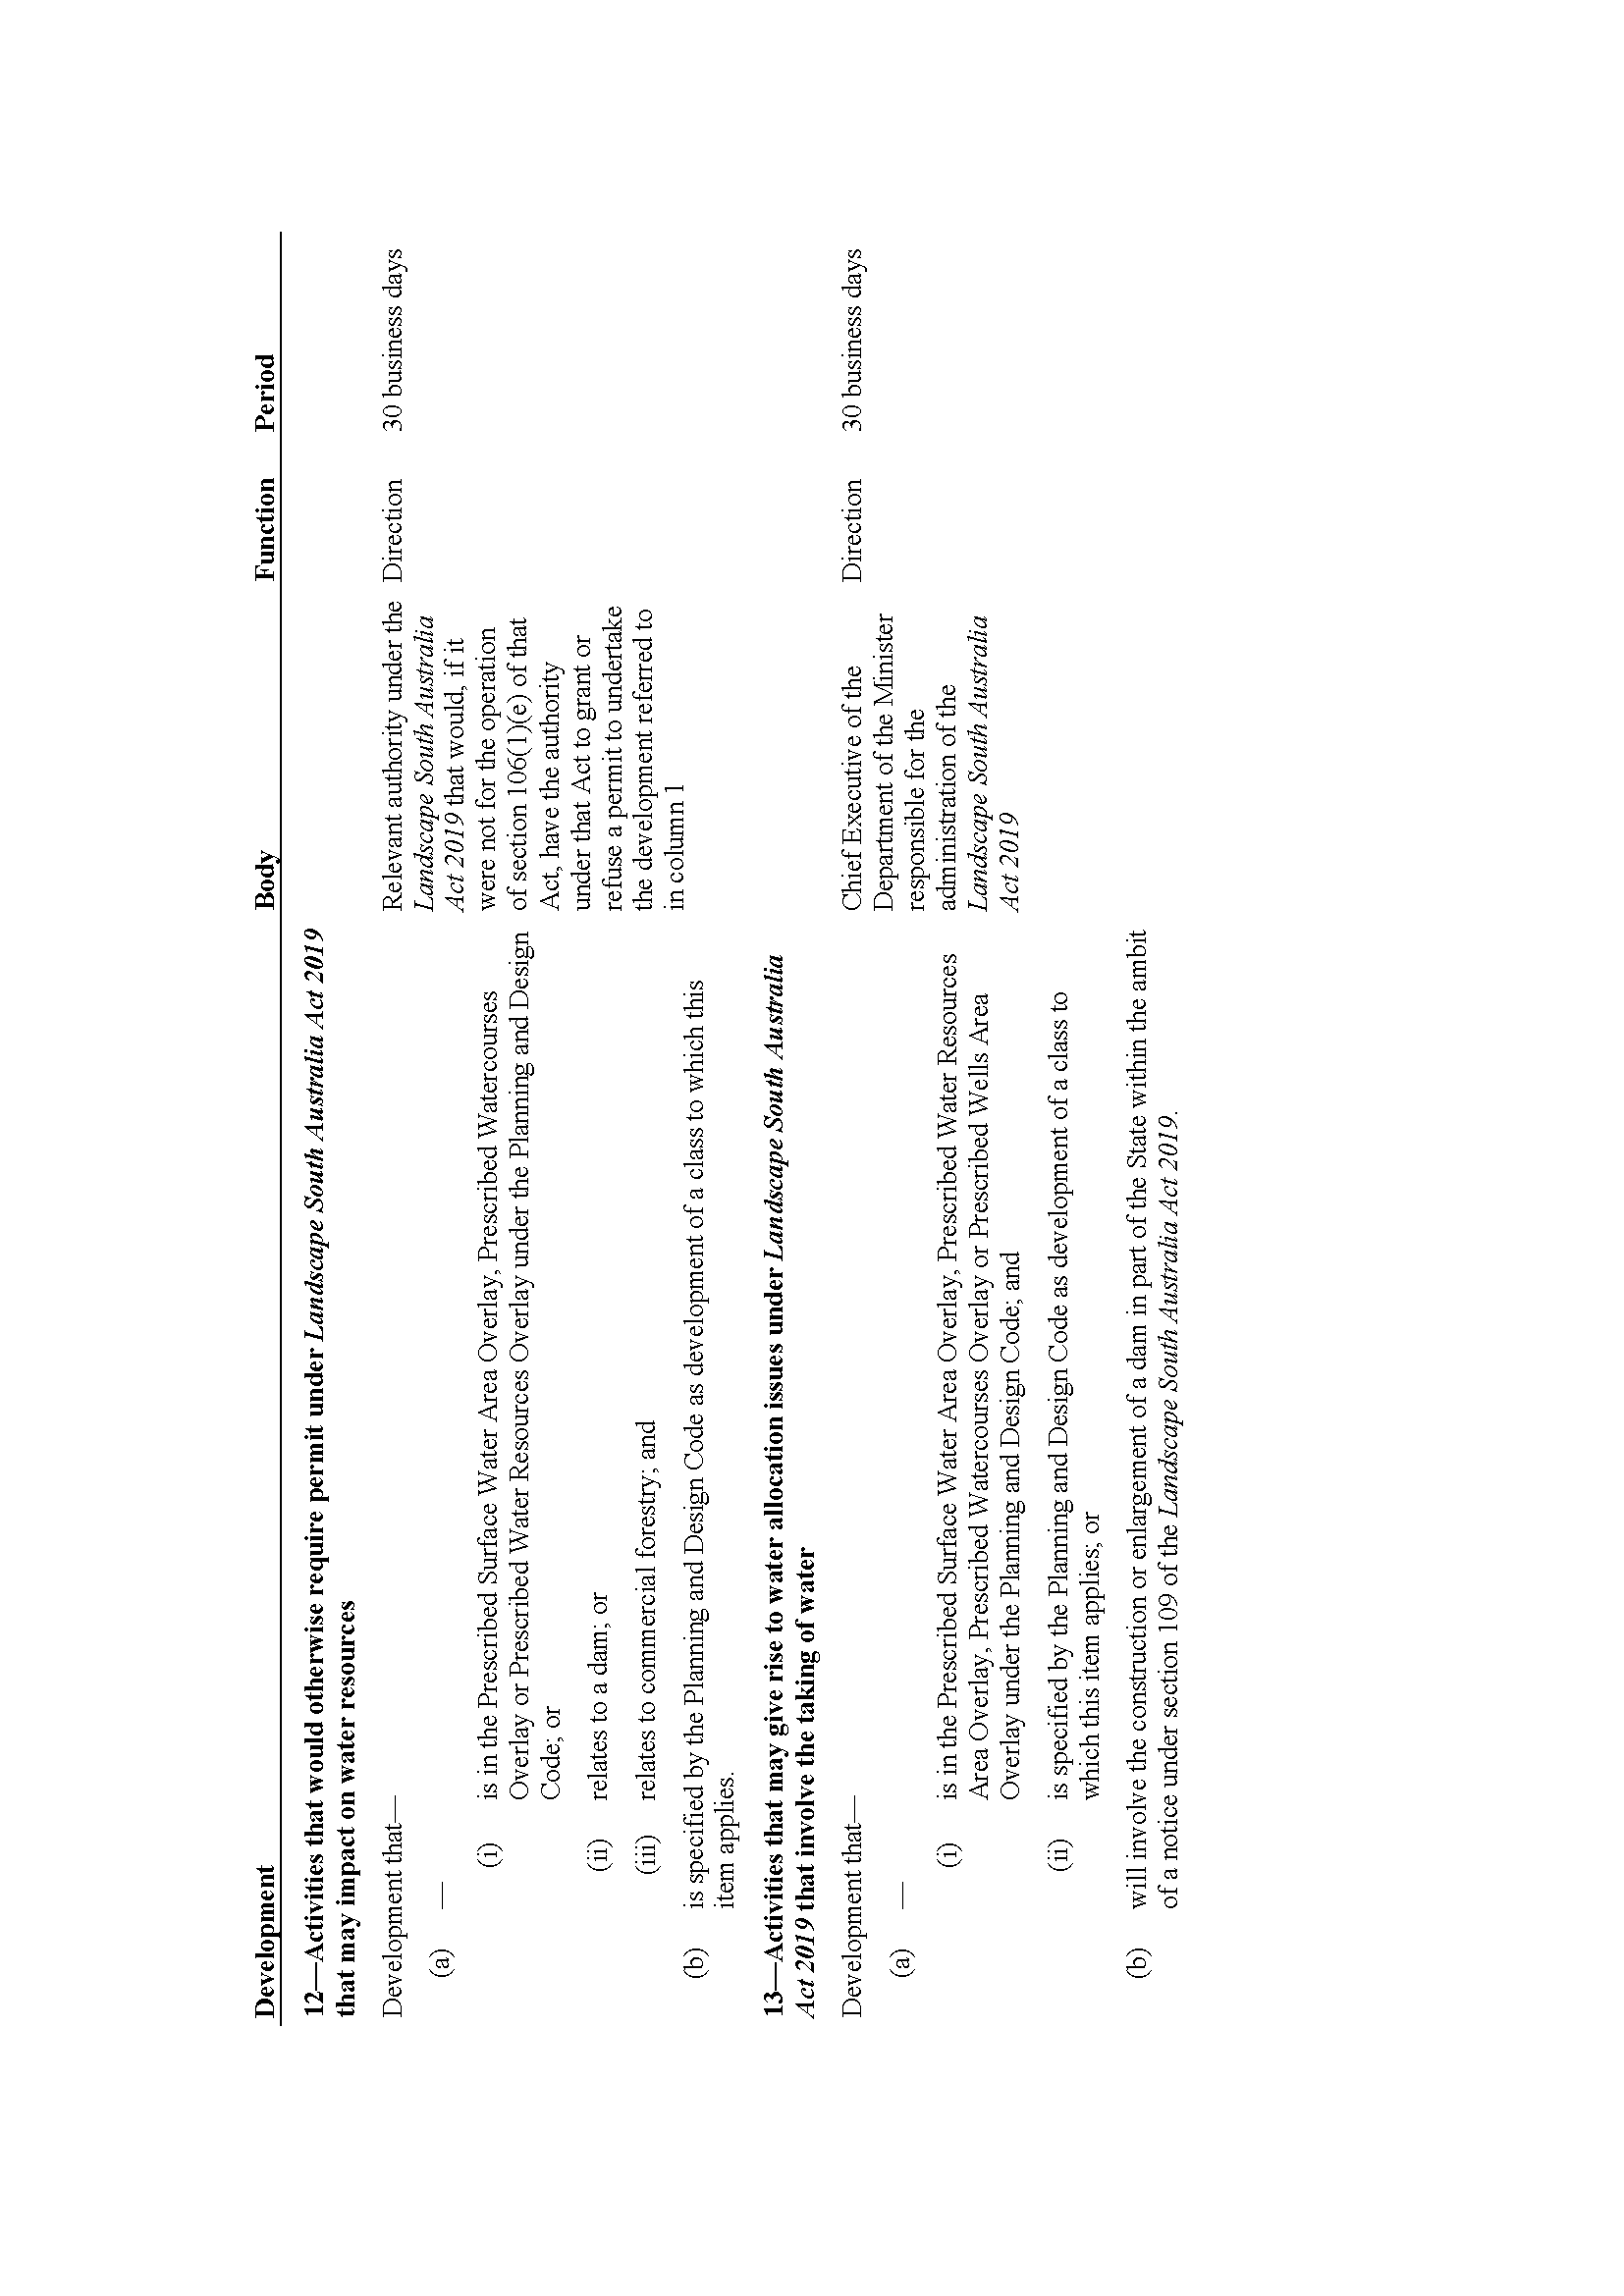 Development Body Function Period
12—Activities that would otherwise require permit under Landscape South Australia Act 2019
that may impact on water resources
Development that—
(a) —
(i) is in the Prescribed Surface Water Area Overlay, Prescribed Watercourses
Overlay or Prescribed Water Resources Overlay under the Planning and Design
Code; or
(ii) relates to a dam; or
(iii) relates to commercial forestry; and
(b) is specified by the Planning and Design Code as development of a class to which this
item applies.
Relevant authority under the
Landscape South Australia
Act 2019 that would, if it
were not for the operation
of section 106(1)(e) of that
Act, have the authority
under that Act to grant or
refuse a permit to undertake
the development referred to
in column 1
Direction
30 business days
13—Activities that may give rise to water allocation issues under Landscape South Australia
Act 2019 that involve the taking of water
Development that—
(a) —
(i) is in the Prescribed Surface Water Area Overlay, Prescribed Water Resources
Area Overlay, Prescribed Watercourses Overlay or Prescribed Wells Area
Overlay under the Planning and Design Code; and
(ii) is specified by the Planning and Design Code as development of a class to
which this item applies; or
(b) will involve the construction or enlargement of a dam in part of the State within the ambit
of a notice under section 109 of the Landscape South Australia Act 2019.
Chief Executive of the
Department of the Minister
responsible for the
administration of the
Landscape South Australia
Act 2019
Direction
30 business days